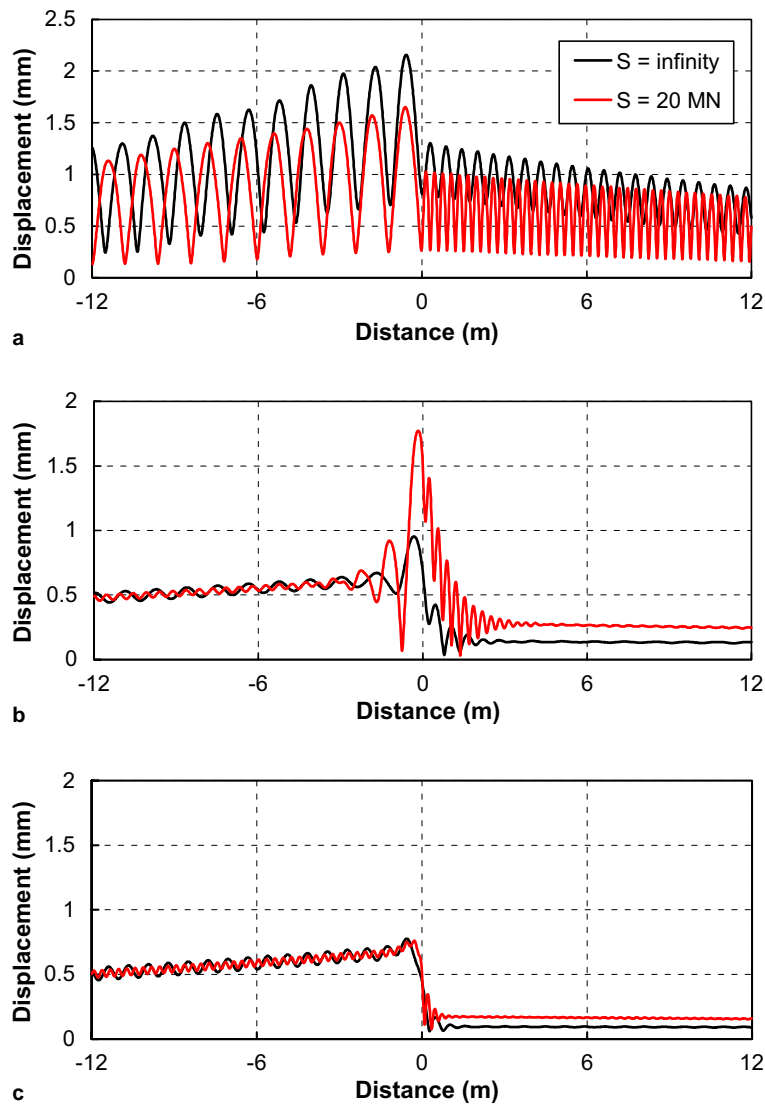 2.5
2
1.5
1
0.5
0
Displacement (mm)
S = infinity
S = 20 MN
-12 -6 0 6 12
Distance (m)
a
2
1.5
1
0.5
0
Displacement (mm)
-12 -6 0 6 12
Distance (m)
b
2
1.5
1
0.5
0
Displacement (mm)
-12 -6 0 6 12
Distance (m)
c